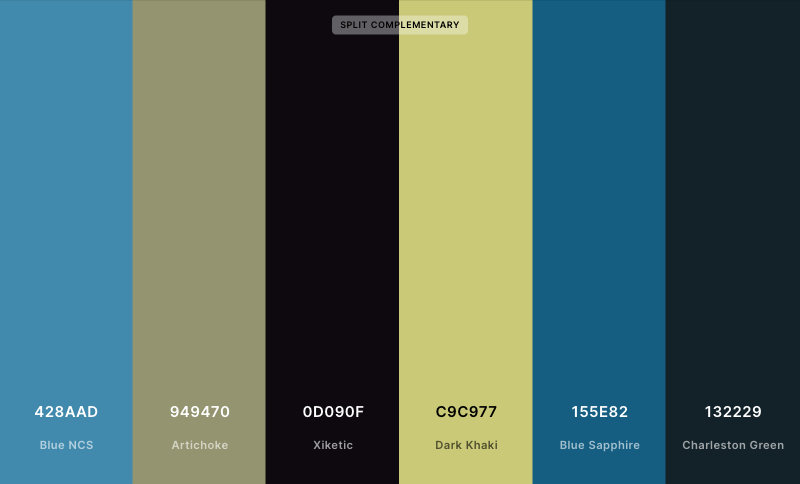 SPLIT COMPLEMENTARY
428AAD
Blue NCS
949470
Artichoke
0D090F
Xiketic
C9C977
Dark Khaki
155E82
Blue Sapphire
132229
Charleston Green